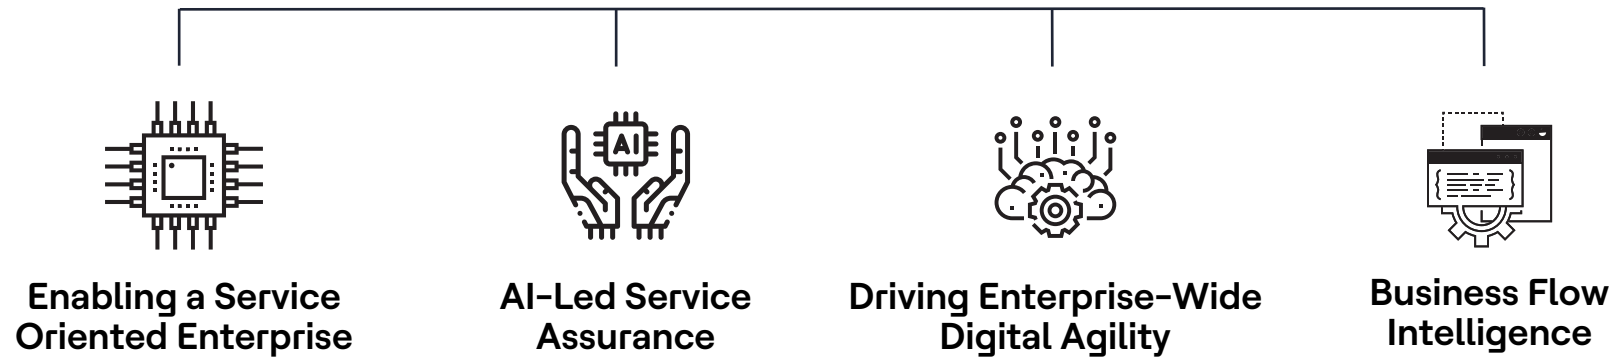 AI
Enabling a Service
Oriented Enterprise
AI-Led Service
Assurance
Driving Enterprise-Wide
Digital Agility
Business Flow
Intelligence